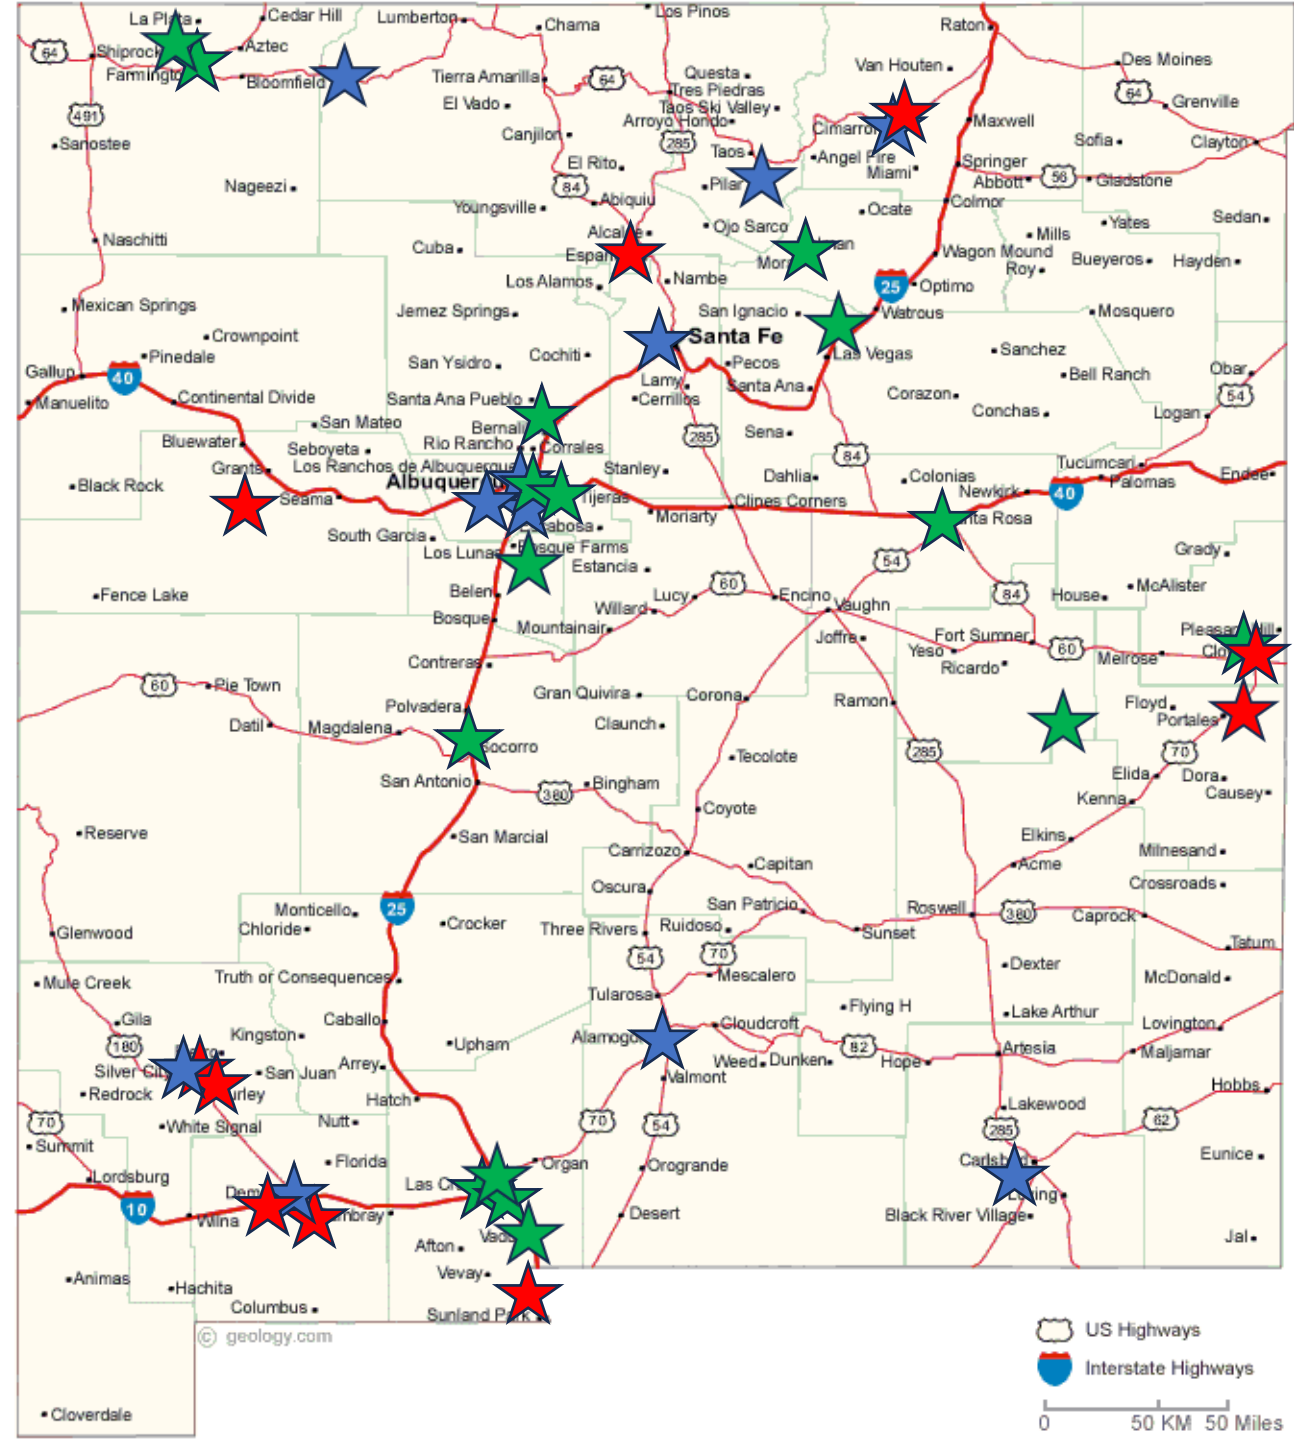 La Plata
Cedar Hill
Lumberton
Chama
Los Pinos
Raton
64
Shiprock
Aztec
Des Moines
Farmington
Bloomfield
Tierra Amarilla
64
Questa
Van Houten
Tres Piedras
64
Grenville
491
El Vado
Taos Ski Valley
Arroyo Hondo
Cimarron
Maxwell
Sanostee
Canjilon
285
Taos
Angel Fire
Sofia
Clayton
El Rito
Miami
Springer
Nageezi
84
Pilar
Abbott
56
Gladstone
Youngsville
Abiquiu
Ocate
Colmor
Naschitti
Alcalde
Ojo Sarco
Mills
Yates
Sedan
Cuba
Wagon Mound
Roy
Bueyeros
Hayden
Los Alamos
Nambe
25
Optimo
Mexican Springs
Jemez Springs
San Ignacio
Watrous
Mosquero
Crownpoint
Santa Fe
Pinedale
San Ysidro
Cochiti
Pecos
Las Vegas
Sanchez
Gallup
40
Lamy
Santa Ana
Bell Ranch
Obar
Manuelito
Continental Divide
Santa Ana Pueblo
Cerrillos
Corazon
54
San Mateo
Conchas
Logan
Bluewater
Rio Rancho
Corrales
285
Sena
84
Seboyeta
Grants
Los Ranchos de Albuquerque
Stanley
Dahlia
Colonias
Tucumcari
Endee
Black Rock
Albuquerque
Tijeras
Clines Corners
Newkirk
40
Palomas
Seama
Moriarty
Santa Rosa
South Garcia
Los Lunas
Bosque Farms
54
Grady
Fence Lake
Belen
Estancia
60
Lucy
Encino
84
House
McAlister
Bosque
Willard
Vaughn
Mountainair
Joffre
Fort Sumner
60
Pleasant Hill
Contreras
Yeso
Ricardo
Melrose
60
Pie Town
Gran Quivira
Corona
Ramon
Floyd
Portales
Datil
Magdalena
Polvadera
Claunch
Socorro
Tecolote
285
70
San Antonio
380
Bingham
Elida
Dora
Kenna
Causey
Coyote
Reserve
San Marcial
Carrizozo
Capitan
Elkins
Acme
Milnesand
Oscura
Crossroads
Monticello
25
Crocker
San Patricio
Roswell
380
Caprock
Glenwood
Chloride
Three Rivers
Ruidoso
Sunset
Tatum
54
70
Mule Creek
Truth or Consequences
Mescalero
Dexter
McDonald
Tularosa
Flying H
Lake Arthur
Gila
Caballo
Cloudcroft
Lovington
180
Kingston
Upham
Alamogordo
82
Artesia
Maljamar
Silver City
San Juan
Arrey
Weed
Dunken
Hope
Redrock
Hurley
Valmont
Hobbs
Hatch
Lakewood
70
White Signal
Nutt
70
54
285
62
Summit
Florida
Organ
Carlsbad
Eunice
Lordsburg
Las Cruces
Orogrande
Loving
10
Wilna
Desert
Black River Village
Afton
Vado
Jal
Animas
Hachita
Vevay
Columbus
Sunland Park
© geology.com
US Highways
Interstate Highways
Cloverdale
0 50 KM 50 Miles